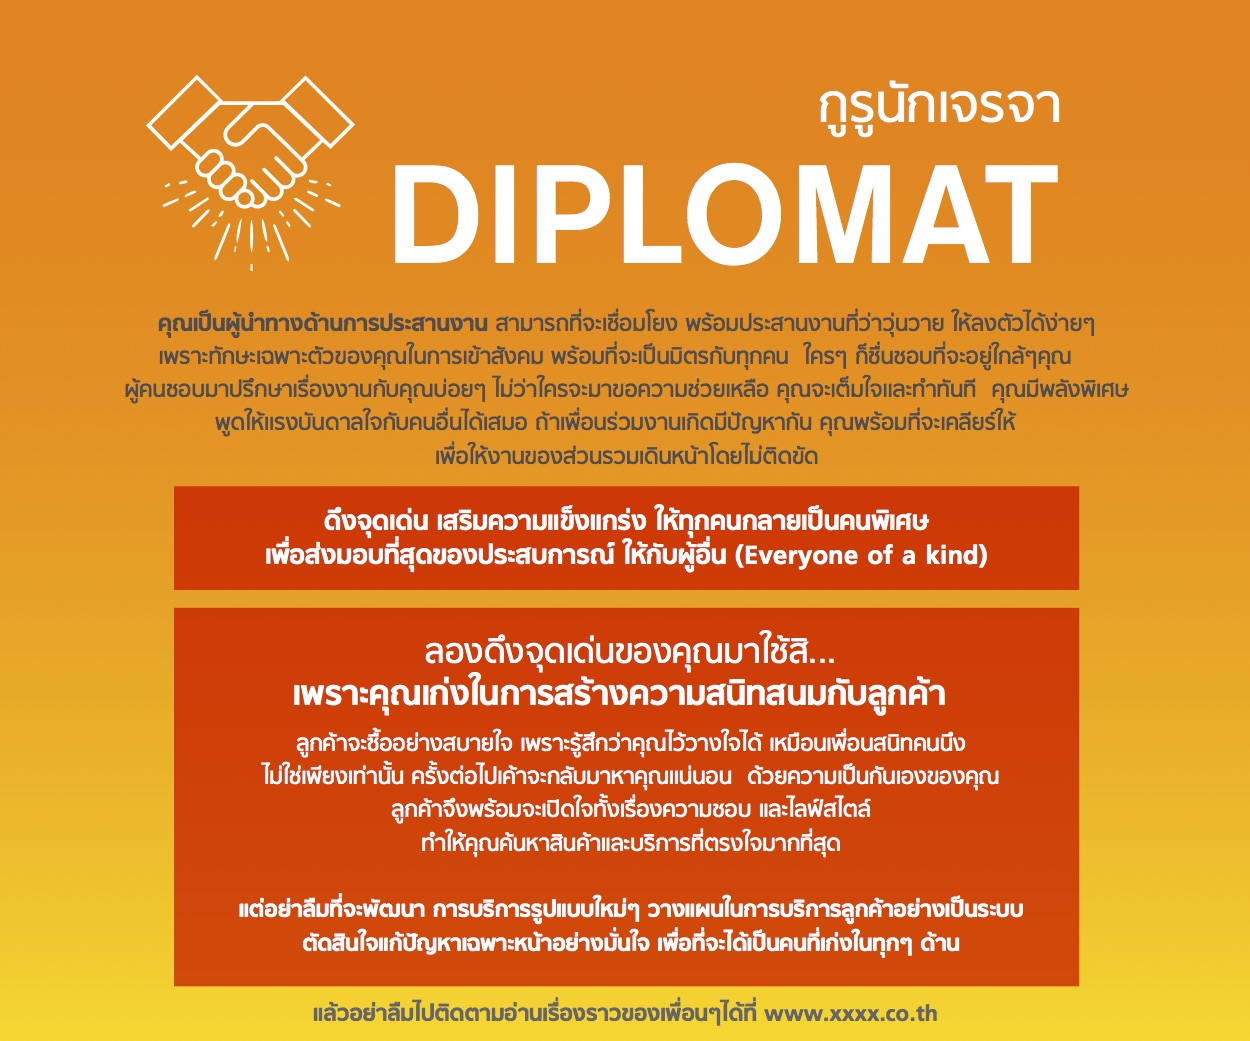 กูรูนักเจรจา
DIPLOMAT
คุณเป็นผู้นำทางด้านการประสานงาน สามารถที่จะเชื่อมโยง พร้อมประสานงานที่ว่าวุ่นวาย ให้ลงตัวได้ง่ายๆ
เพราะทักษะเฉพาะตัวของคุณในการเข้าสังคม พร้อมที่จะเป็นมิตรกับทุกคน ใครๆ ก็ชื่นชอบที่จะอยู่ใกล้ๆคุณ
ผู้คนชอบมาปรึกษาเรื่องงานกับคุณบ่อยๆ ไม่ว่าใครจะมาขอความช่วยเหลือ คุณจะเต็มใจและทำทันที คุณมีพลังพิเศษ
พูดให้แรงบันดาลใจกับคนอื่นได้เสมอ ถ้าเพื่อนร่วมงานเกิดมีปัญหากัน คุณพร้อมที่จะเคลียร์ให้
เพื่อให้งานของส่วนรวมเดินหน้าโดยไม่ติดขัด
ดึงจุดเด่น เสริมความแข็งแกร่ง ให้ทุกคนกลายเป็นคนพิเศษ
เพื่อส่งมอบที่สุดของประสบการณ์ ให้กับผู้อื่น (Everyone of a kind)
ลองดึงจุดเด่นของคุณมาใช้สิ...
เพราะคุณเก่งในการสร้างความสนิทสนมกับลูกค้า
ลูกค้าจะซื้ออย่างสบายใจ เพราะรู้สึกว่าคุณไว้วางใจได้ เหมือนเพื่อนสนิทคนนึง
ไม่ใช่เพียงเท่านั้น ครั้งต่อไปเค้าจะกลับมาหาคุณแน่นอน ด้วยความเป็นกันเองของคุณ
ลูกค้าจึงพร้อมจะเปิดใจทั้งเรื่องความชอบ และไลฟ์สไตล์
ทำให้คุณค้นหาสินค้าและบริการที่ตรงใจมากที่สุด
แต่อย่าลืมที่จะพัฒนา การบริการรูปแบบใหม่ๆ วางแผนในการบริการลูกค้าอย่างเป็นระบบ
ตัดสินใจแก้ปัญหาเฉพาะหน้าอย่างมั่นใจ เพื่อที่จะได้เป็นคนที่เก่งในทุกๆ ด้าน
แล้วอย่าลืมไปติดตามอ่านเรื่องราวของเพื่อนๆได้ที่ www.xxxx.co.th